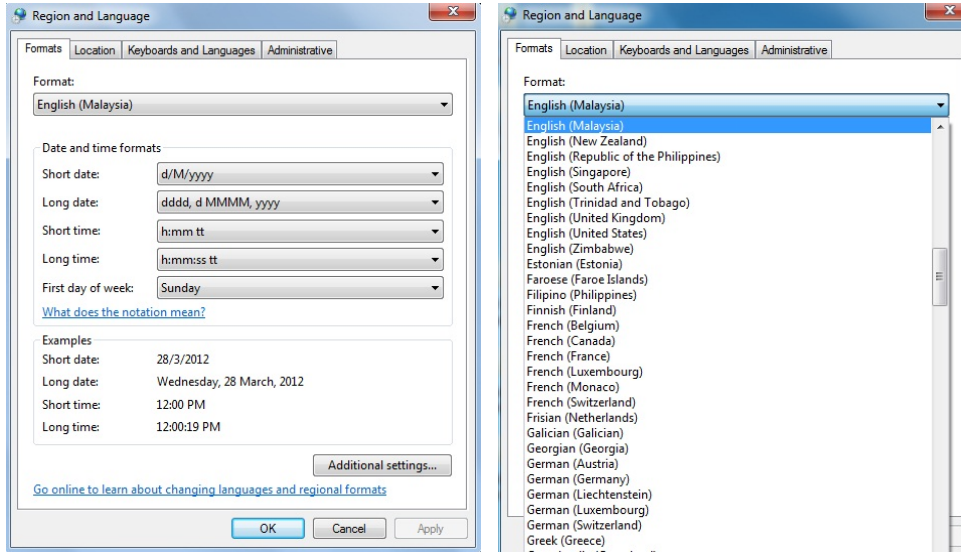 Region and Language
Formats Location Keyboards and Languages Administrative
Format:
English (Malaysia)
Date and time formats
Short date: d/M/yyyy
Long date: dddd, d MMMM, yyyy
Short time: h:mm tt
Long time: h:mm:ss tt
First day of week: Sunday
What does the notation mean?
Examples
Short date: 28/3/2012
Long date: Wednesday, 28 March, 2012
Short time: 12:00 PM
Long time: 12:00:19 PM
Additional settings...
Go online to learn about changing languages and regional formats
OK Cancel Apply
Region and Language
Formats Location Keyboards and Languages Administrative
Format:
English (Malaysia)
English (Malaysia)
English (New Zealand)
English (Republic of the Philippines)
English (Singapore)
English (South Africa)
English (Trinidad and Tobago)
English (United Kingdom)
English (United States)
English (Zimbabwe)
Estonian (Estonia)
Faroese (Faroe Islands)
Filipino (Philippines)
Finnish (Finland)
French (Belgium)
French (Canada)
French (France)
French (Luxembourg)
French (Monaco)
French (Switzerland)
Frisian (Netherlands)
Galician (Galician)
Georgian (Georgia)
German (Austria)
German (Germany)
German (Liechtenstein)
German (Luxembourg)
German (Switzerland)
Greek (Greece)